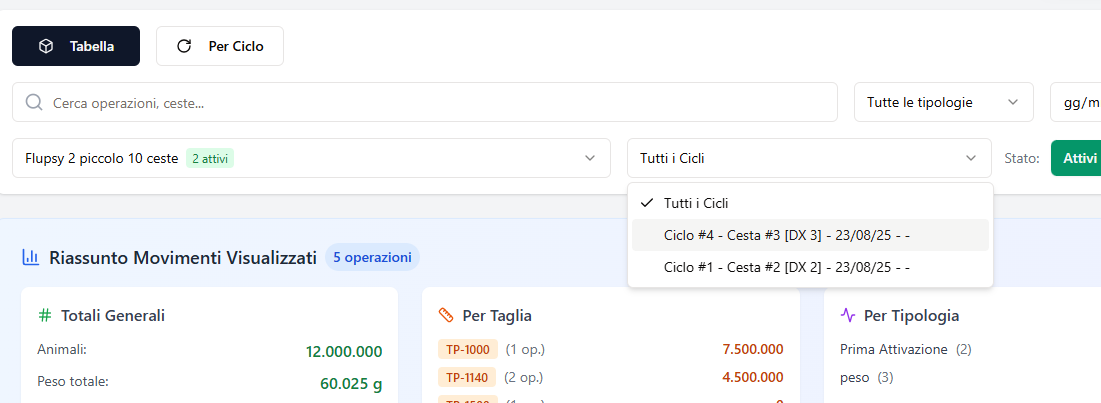 Tabella
Per Ciclo
Cerca operazioni, ceste...
Tutte le tipologie
gg/m
Flupsy 2 piccolo 10 ceste 2 attivi
Tutti i Cicli
Stato:
Attivi
Tutti i Cicli
Ciclo #4 - Cesta #3 [DX 3] - 23/08/25 - -
Ciclo #1 - Cesta #2 [DX 2] - 23/08/25 - -
Riassunto Movimenti Visualizzati 5 operazioni
Totali Generali
Animali: 12.000.000
Peso totale: 60.025 g
Per Taglia
TP-1000 (1 op.) 7.500.000
TP-1140 (2 op.) 4.500.000
Per Tipologia
Prima Attivazione (2)
peso (3)